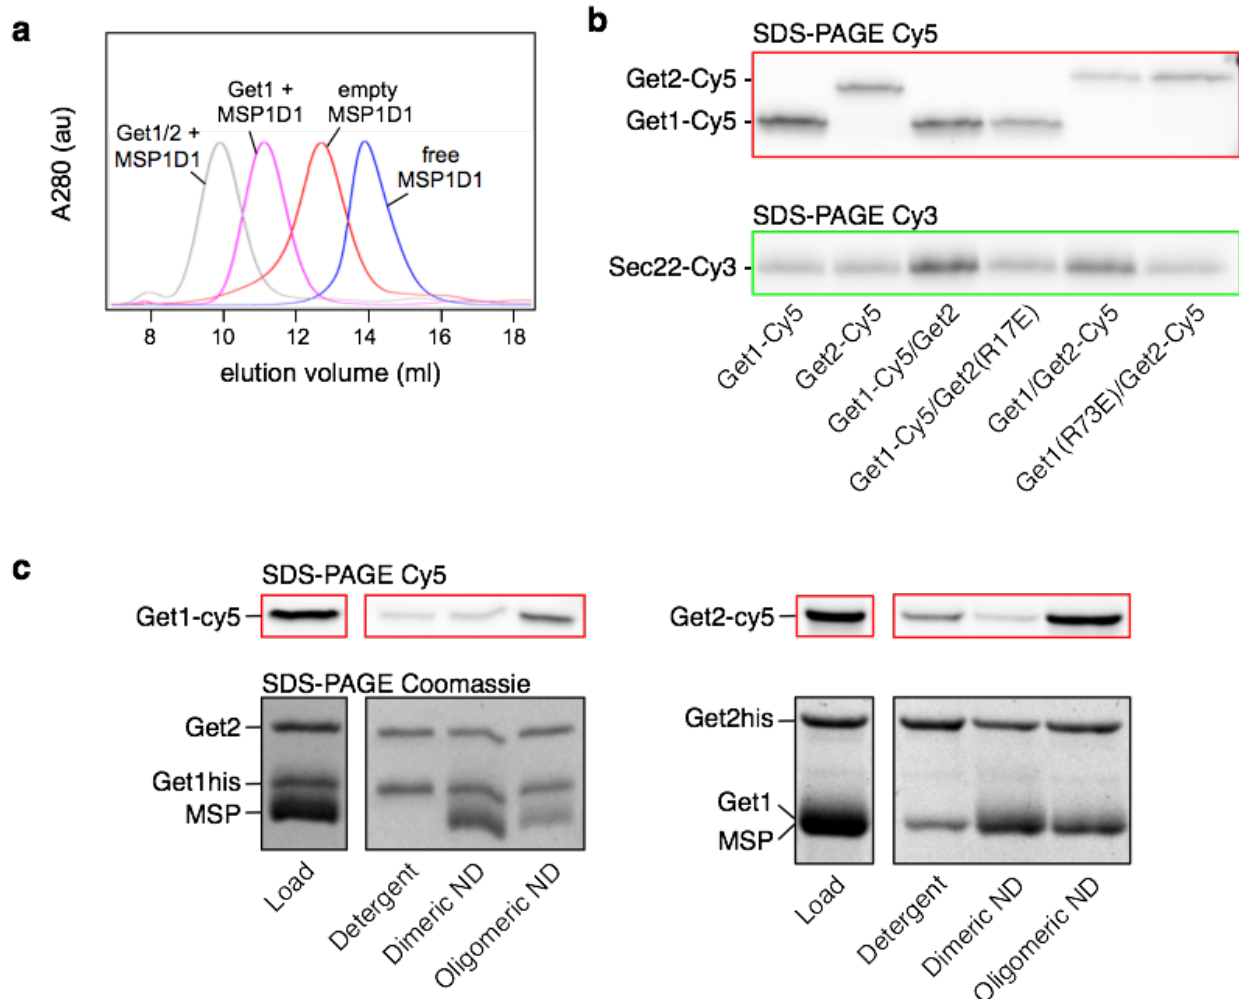 a
A280 (au)
Get1/2 +
MSP1D1
Get1 +
MSP1D1
empty
MSP1D1
free
MSP1D1
8 10 12 14 16 18
elution volume (ml)
b
SDS-PAGE Cy5
Get2-Cy5
Get1-Cy5
SDS-PAGE Cy3
Sec22-Cy3
Get1-Cy5
Get2-Cy5
Get1-Cy5/Get2
Get1-Cy5/Get2(R17E)
Get1/Get2-Cy5
Get1(R73E)/Get2-Cy5
c
SDS-PAGE Cy5
Get1-cy5
SDS-PAGE Coomassie
Get2
Get1his
MSP
Load
Detergent
Dimeric ND
Oligomeric ND
Get2-cy5
Get2his
Get1
MSP
Load
Detergent
Dimeric ND
Oligomeric ND